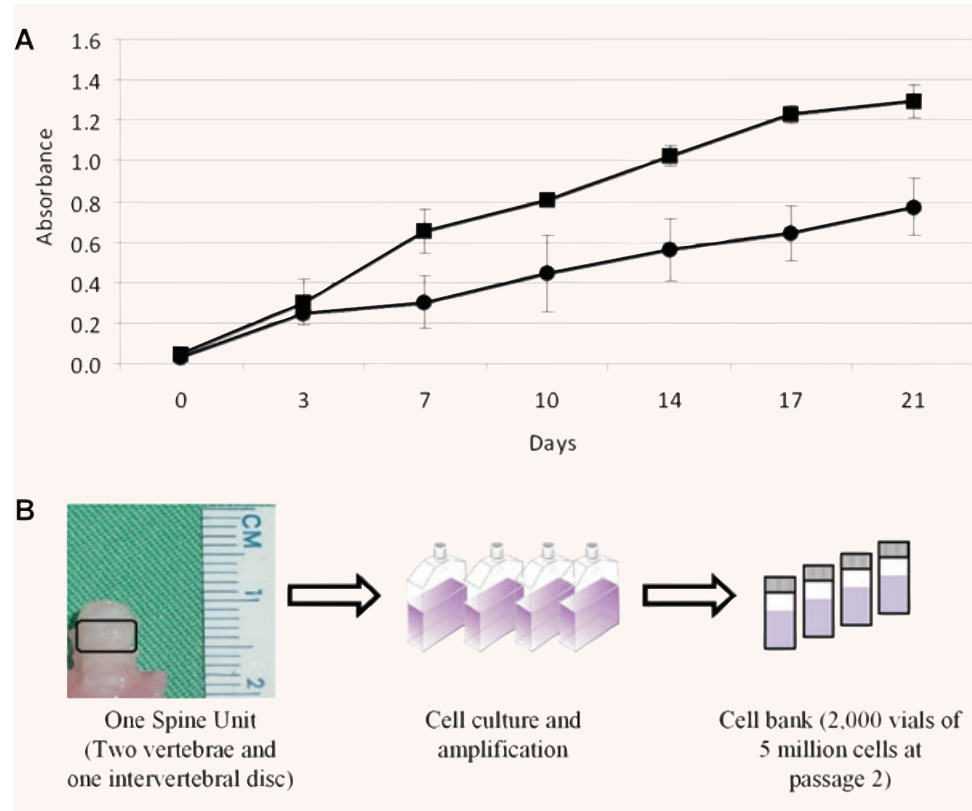 A
1.6
1.4
1.2
1.0
0.8
0.6
0.4
0.2
0.0
Absorbance
0 3 7 10 14 17 21
Days
B
CM
1
2
One Spine Unit
(Two vertebrae and
one intervertebral disc)
Cell culture and
amplification
Cell bank (2,000 vials of
5 million cells at
passage 2)